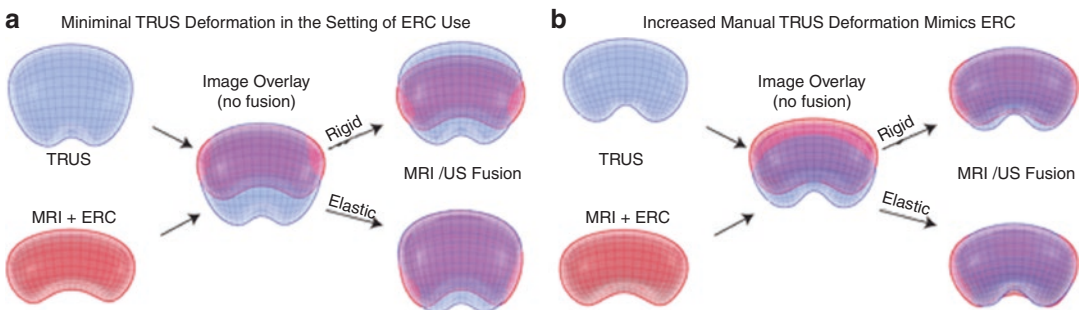 a
Miniminal TRUS Deformation in the Setting of ERC Use
Image Overlay
(no fusion)
TRUS
Rigid
MRI /US Fusion
MRI + ERC
Elastic
b
Increased Manual TRUS Deformation Mimics ERC
Image Overlay
(no fusion)
TRUS
Rigid
MRI /US Fusion
MRI + ERC
Elastic